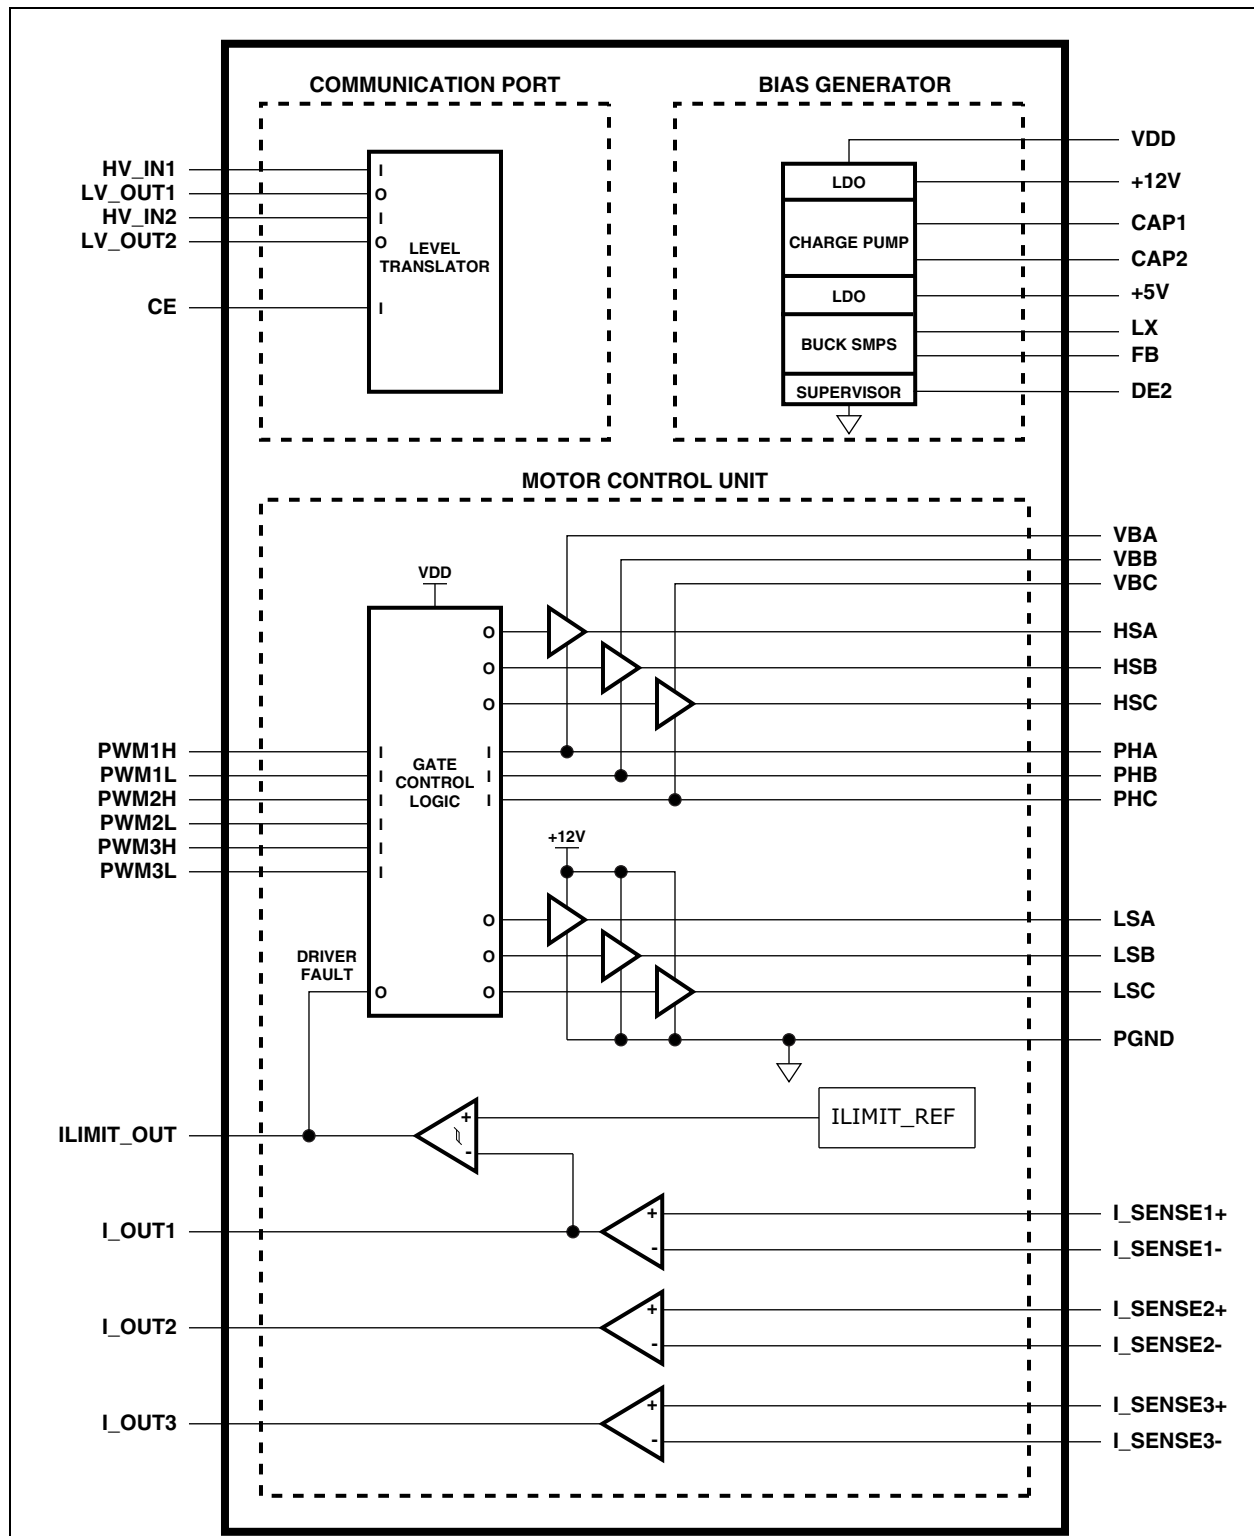 COMMUNICATION PORT
BIAS GENERATOR
HV_IN1
LV_OUT1
HV_IN2
LV_OUT2
CE
I
O
I
O
I
LEVEL
TRANSLATOR
LDO
CHARGE PUMP
LDO
BUCK SMPS
SUPERVISOR
VDD
+12V
CAP1
CAP2
+5V
LX
FB
DE2
MOTOR CONTROL UNIT
VDD
PWM1H
PWM1L
PWM2H
PWM2L
PWM3H
PWM3L
I
I
I
I
I
I
GATE
CONTROL
LOGIC
O
O
O
I
I
I
O
O
O
DRIVER
FAULT
O
+12V
VBA
VBB
VBC
HSA
HSB
HSC
PHA
PHB
PHC
LSA
LSB
LSC
PGND
ILIMIT_OUT
+
-
ILIMIT_REF
I_OUT1
+
-
I_SENSE1+
I_SENSE1-
I_OUT2
+
-
I_SENSE2+
I_SENSE2-
I_OUT3
+
-
I_SENSE3+
I_SENSE3-